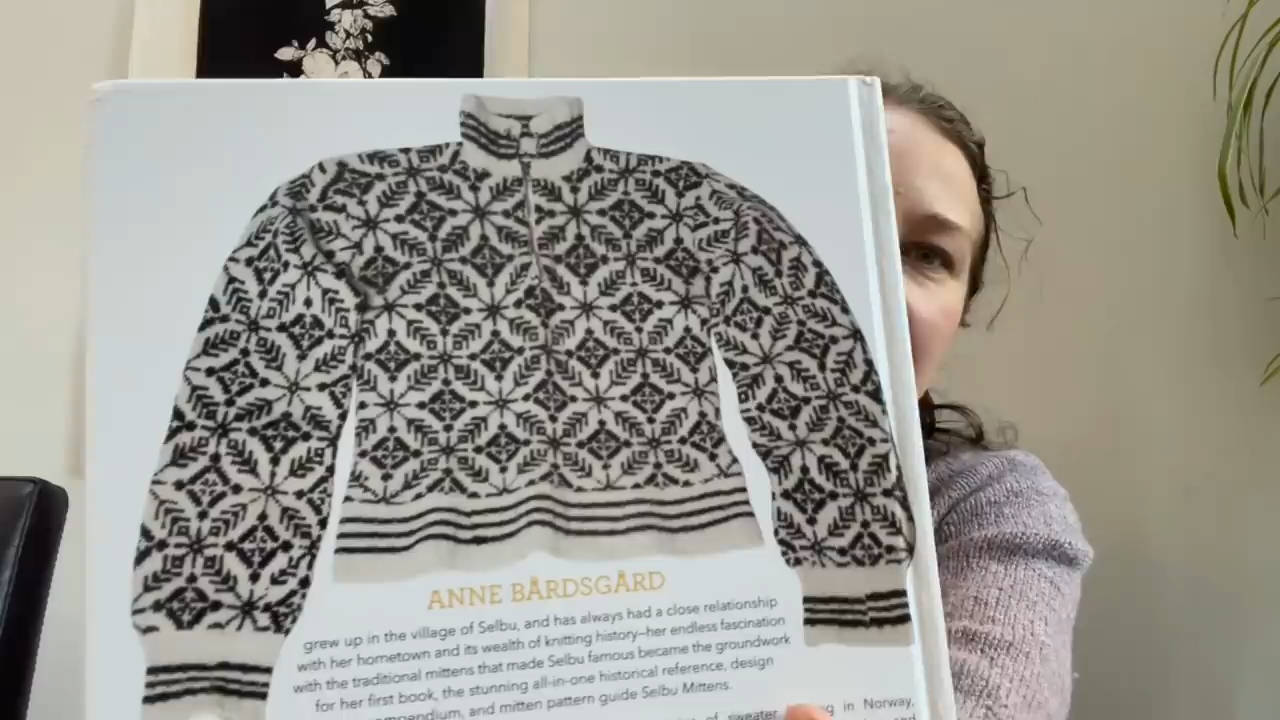 ANNE BÅRDSGÅRD
grew up in the village of Selbu, and has always had a close relationship
with her hometown and its wealth of knitting history–her endless fascination
with the traditional mittens that made Selbu famous became the groundwork
for her first book, the stunning all-in-one historical reference, design
compendium, and mitten pattern guide Selbu Mittens.
of sweater in Norway,
and